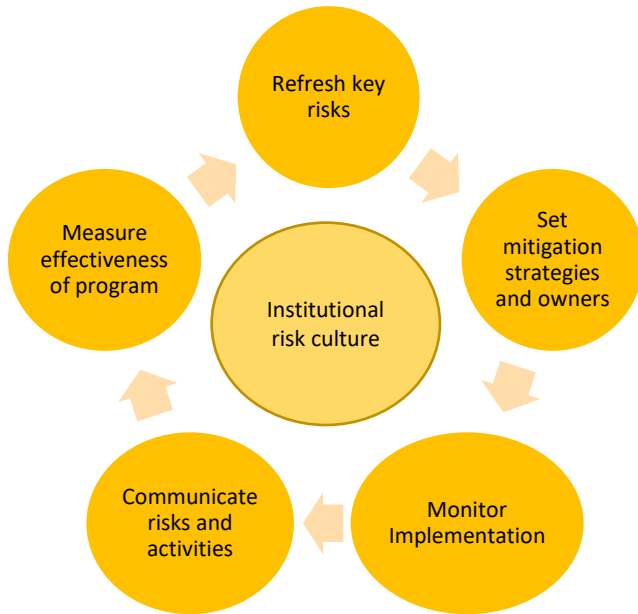 Refresh key
risks
Set
mitigation
strategies
and owners
Monitor
Implementation
Communicate
risks and
activities
Measure
effectiveness
of program
Institutional
risk culture